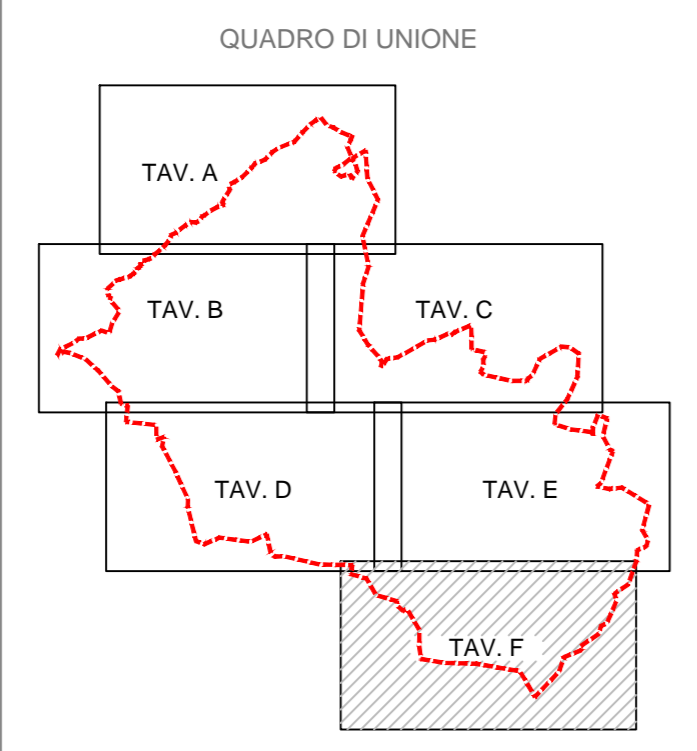 QUADRO DI UNIONE
TAV. A
TAV. B
TAV. C
TAV. D
TAV. E
TAV. F